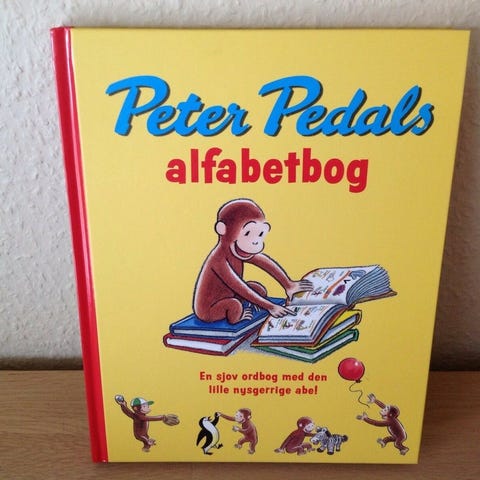 Peter Pedals
alfabetbog
En sjov ordbog med den
lille nysgerrige abe!